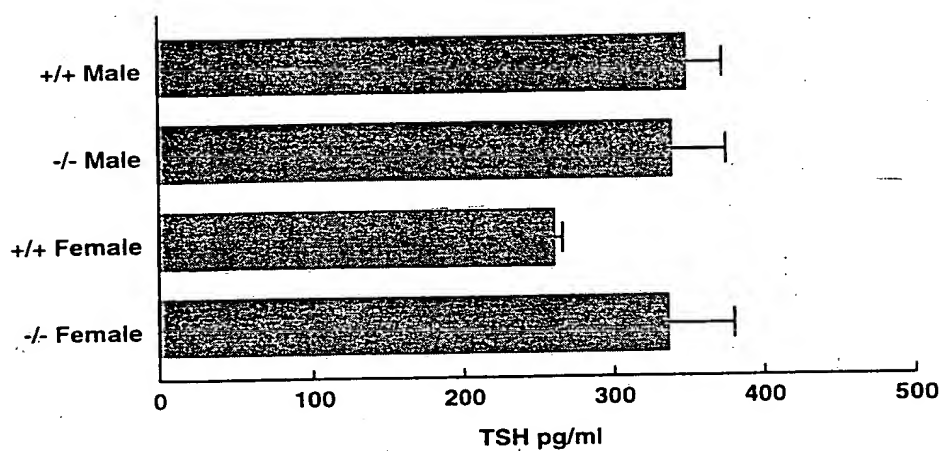 +/+ Male
-/- Male
+/+ Female
-/- Female
0 100 200 300 400 500
TSH pg/ml